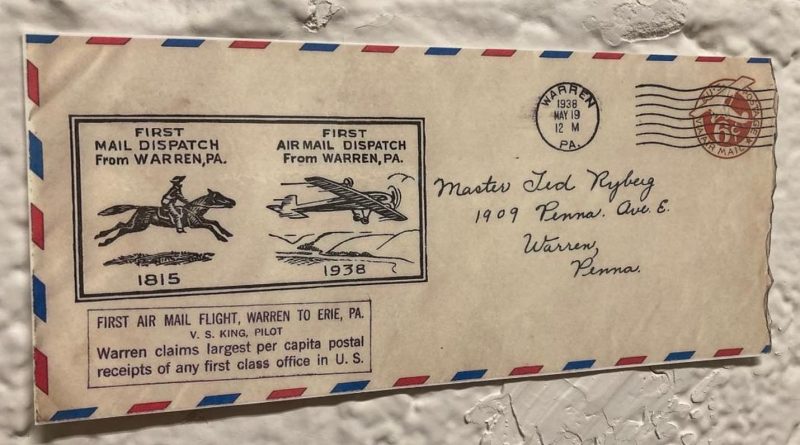 FIRST
MAIL DISPATCH
From WARREN, PA.
1815
FIRST
AIR MAIL DISPATCH
From WARREN, PA.
1938
FIRST AIR MAIL FLIGHT, WARREN TO ERIE, PA.
V. S. KING, PILOT
Warren claims largest per capita postal
receipts of any first class office in U. S.
WARREN
1938
MAY 19
12 M
PA.
6¢
VIA AIR MAIL
Master Ted Ryberg
1909 Penna. Ave. E.
Warren,
Penna.